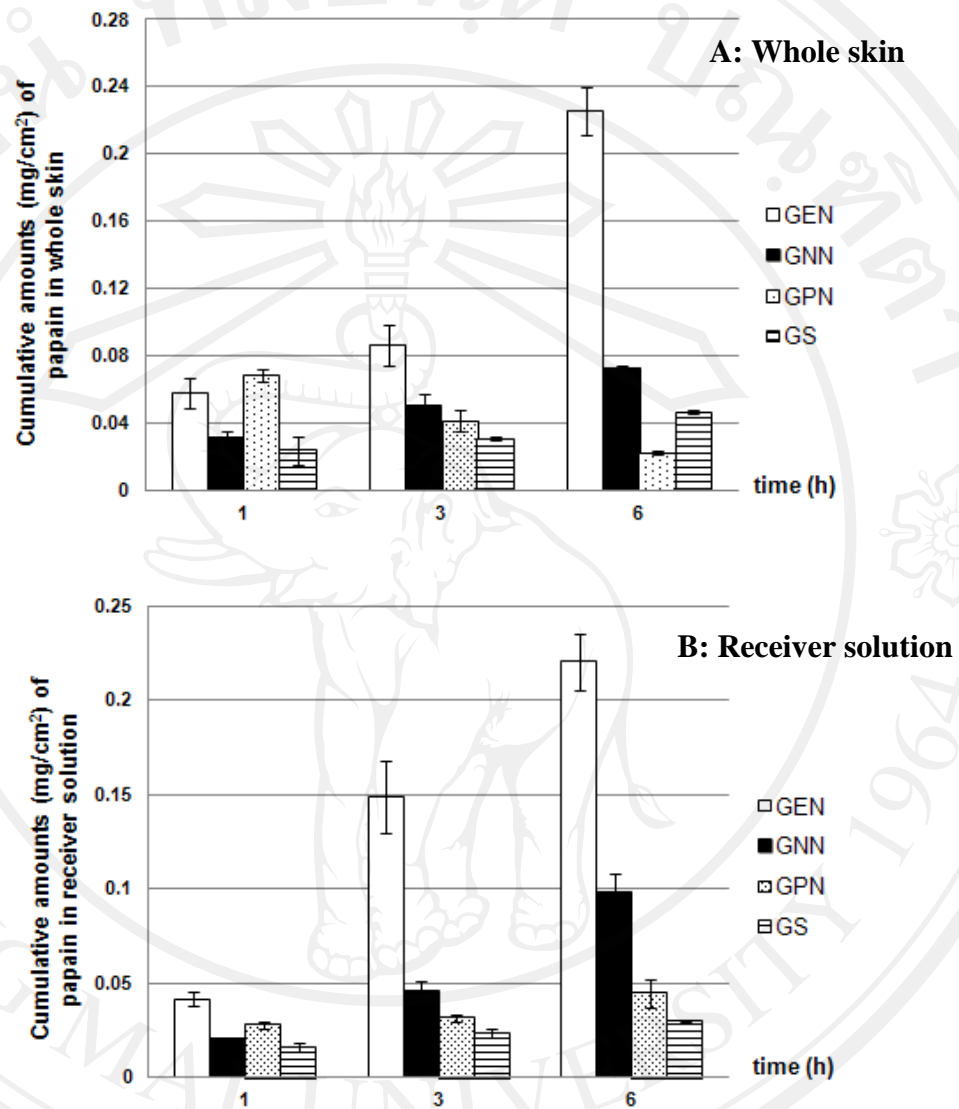 A: Whole skin
Cumulative amounts (mg/cm²) of
papain in whole skin
0.28
0.24
0.2
0.16
0.12
0.08
0.04
0
1
3
6
time (h)
GEN
GNN
GPN
GS
B: Receiver solution
Cumulative amounts (mg/cm²) of
papain in receiver solution
0.25
0.2
0.15
0.1
0.05
0
1
3
6
time (h)
GEN
GNN
GPN
GS
MAI UNIVERSITY 1964